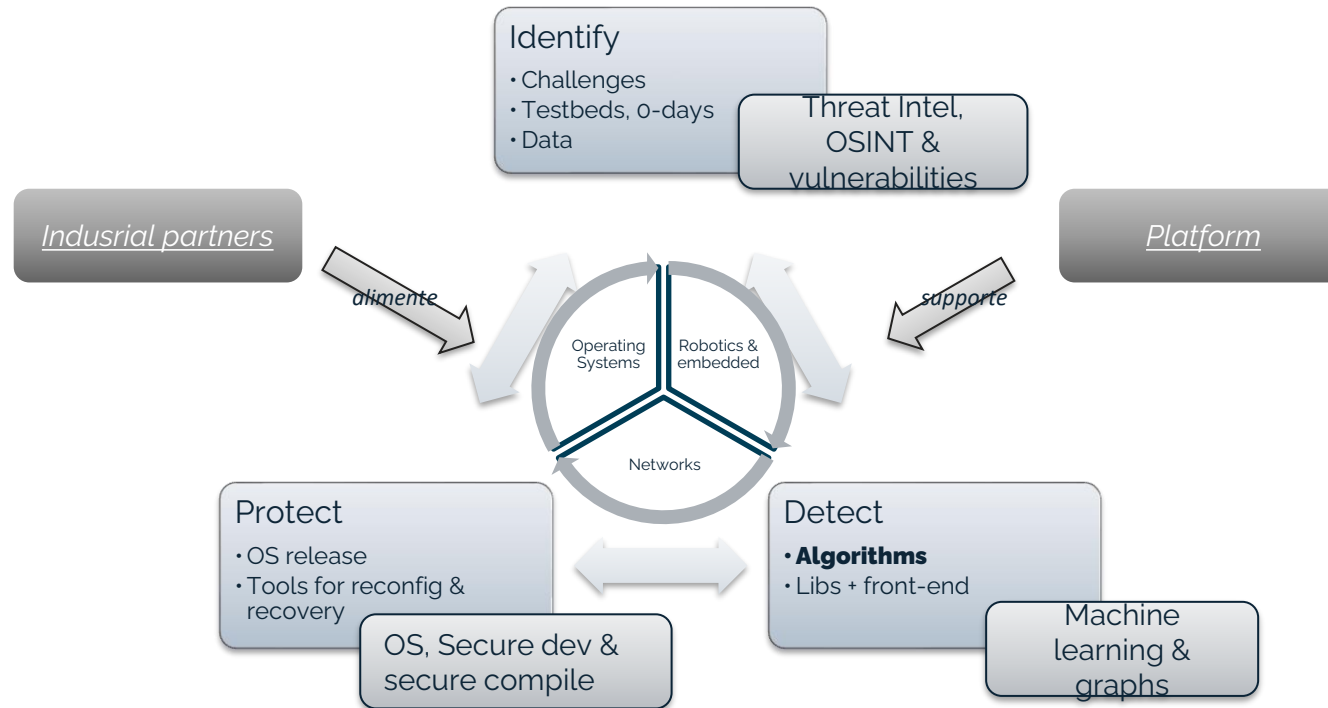 Identify
• Challenges
• Testbeds, 0-days
• Data
Threat Intel,
OSINT &
vulnerabilities
Indusrial partners
Platform
alimente
supporte
Operating
Systems
Robotics &
embedded
Networks
Protect
• OS release
• Tools for reconfig &
recovery
OS, Secure dev &
secure compile
Detect
• Algorithms
• Libs + front-end
Machine
learning &
graphs